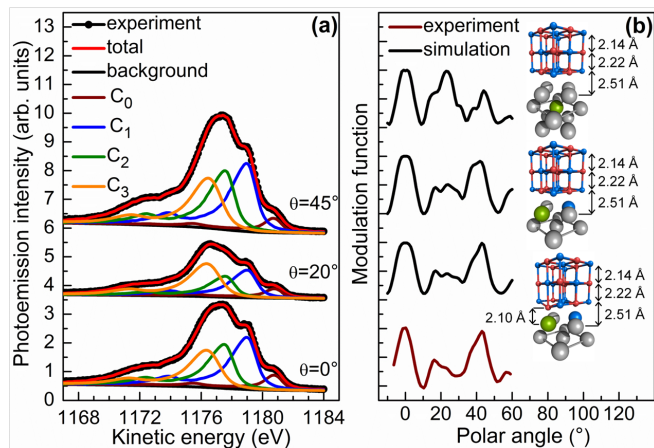 (a)
experiment
total
background
C0
C1
C2
C3
θ=45°
θ=20°
θ=0°
13
12
11
10
9
8
7
6
5
4
3
2
1
0
1168 1172 1176 1180 1184
Kinetic energy (eV)
Photoemission intensity (arb. units)
(b)
experiment
simulation
2.14 Å
2.22 Å
2.51 Å
2.14 Å
2.22 Å
2.51 Å
2.14 Å
2.22 Å
2.10 Å
2.51 Å
Modulation function
0 20 40 60 80 100 120
Polar angle (°)